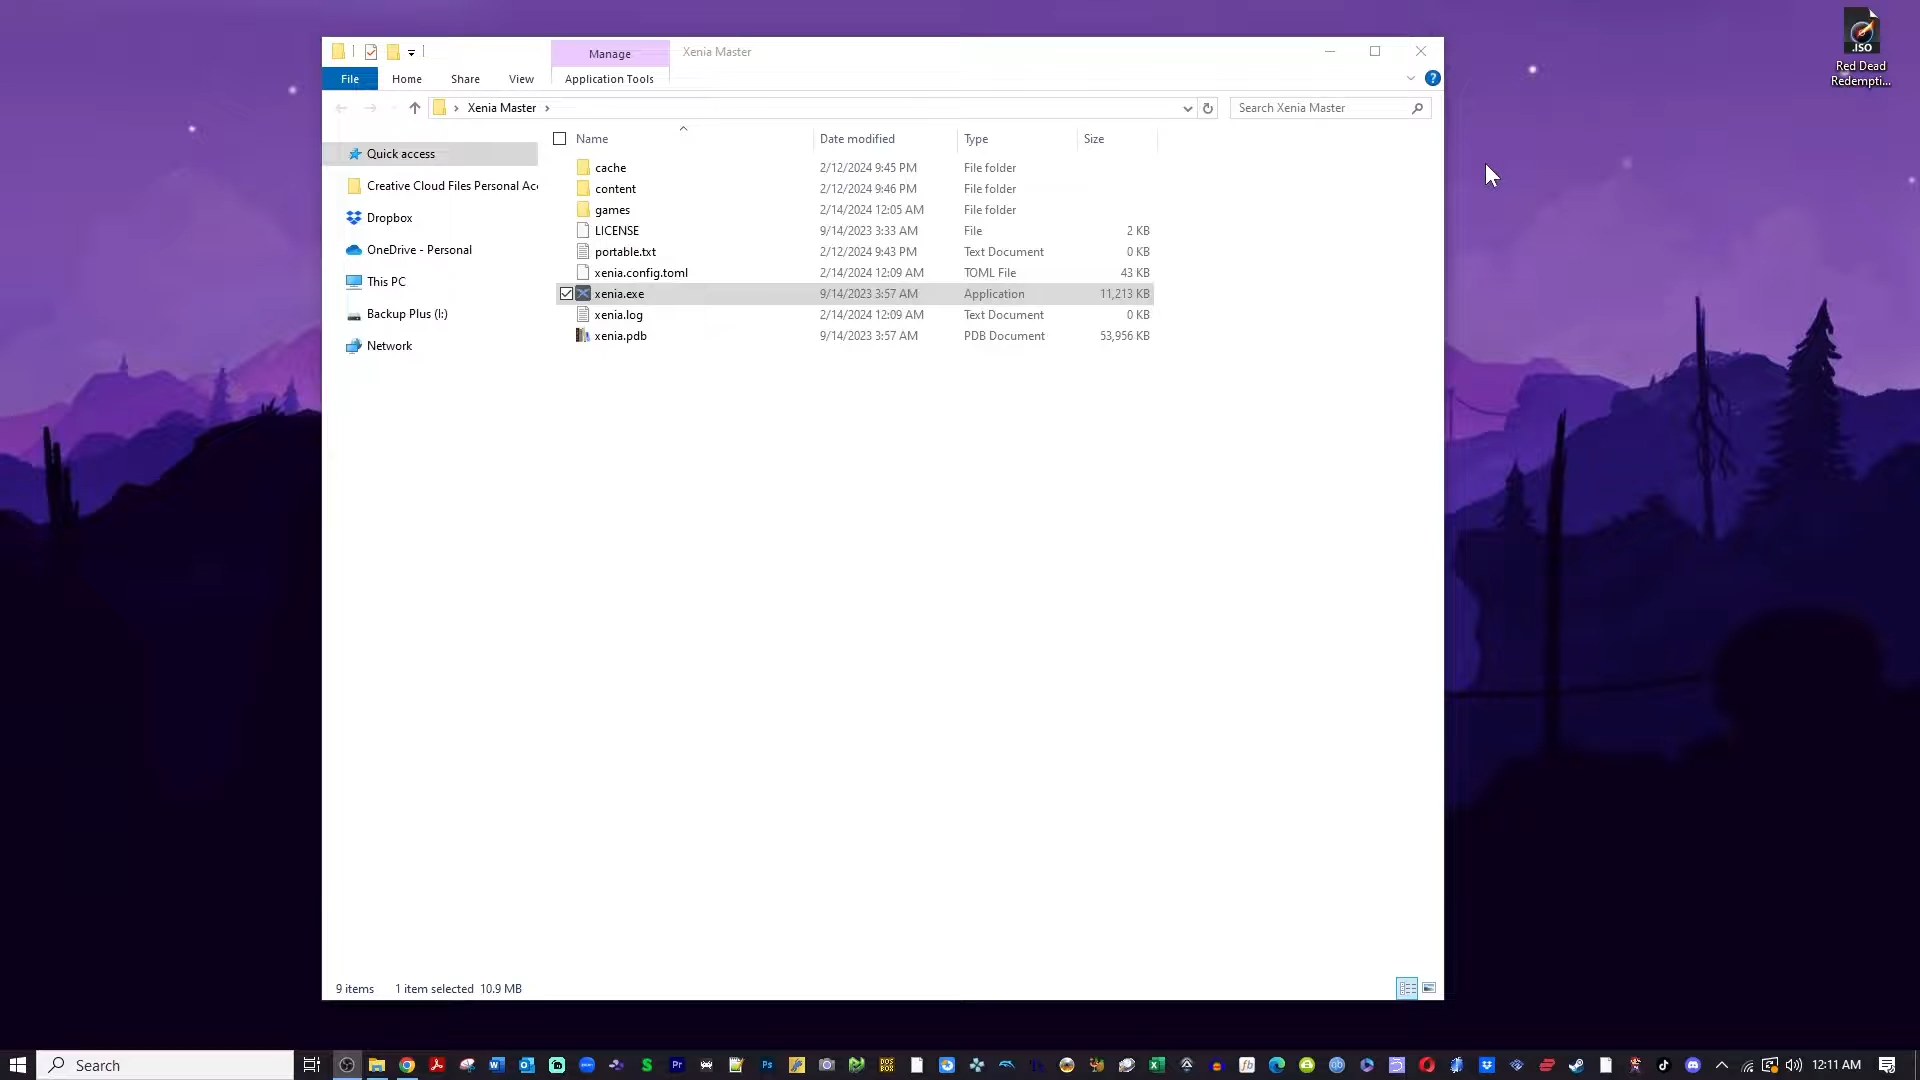 Manage
Xenia Master
File
Home
Share
View
Application Tools
Xenia Master
Search Xenia Master
Name
Date modified
Type
Size
Quick access
Creative Cloud Files Personal Acc
Dropbox
OneDrive - Personal
This PC
Backup Plus (I:)
Network
cache 2/12/2024 9:45 PM File folder
content 2/12/2024 9:46 PM File folder
games 2/14/2024 12:05 AM File folder
LICENSE 9/14/2023 3:33 AM File 2 KB
portable.txt 2/12/2024 9:43 PM Text Document 0 KB
xenia.config.toml 2/14/2024 12:09 AM TOML File 43 KB
xenia.exe 9/14/2023 3:57 AM Application 11,213 KB
xenia.log 2/14/2024 12:09 AM Text Document 0 KB
xenia.pdb 9/14/2023 3:57 AM PDB Document 53,956 KB
9 items 1 item selected 10.9 MB
.ISO
Red Dead
Redempti...
Search
12:11 AM